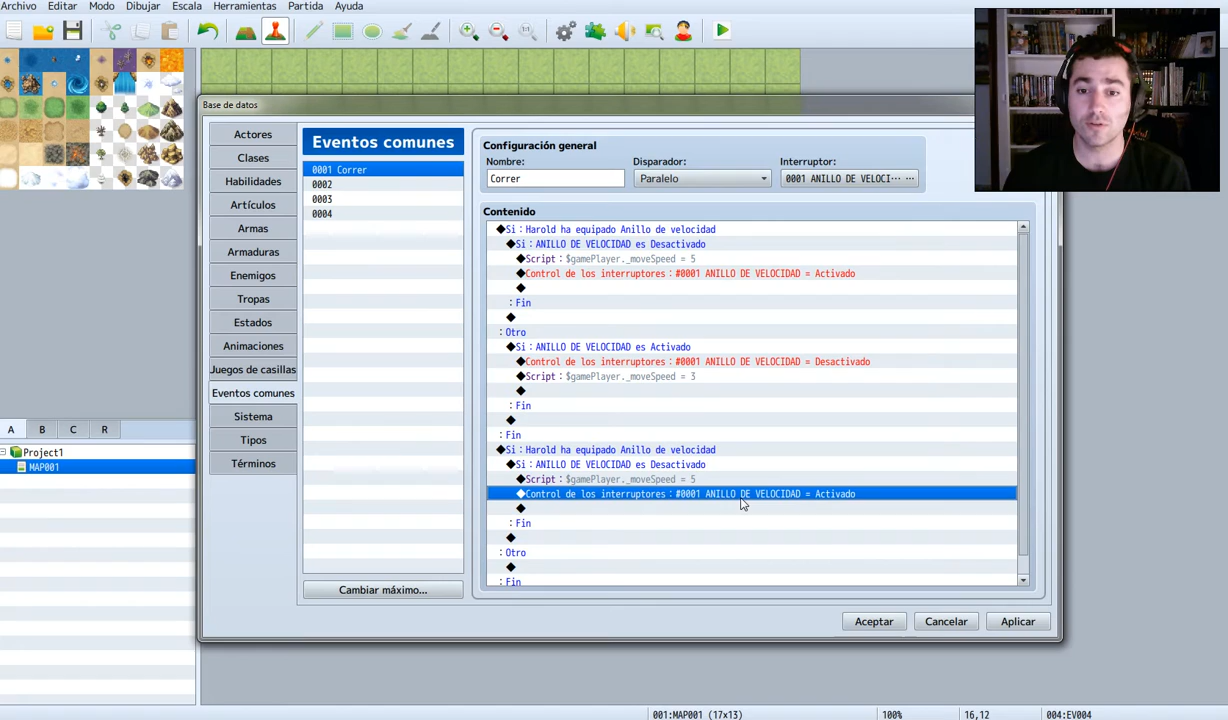 Archivo Editar Modo Dibujar Escala Herramientas Partida Ayuda
1:1
Base de datos
Actores
Clases
Habilidades
Artículos
Armas
Armaduras
Enemigos
Tropas
Estados
Animaciones
Juegos de casillas
Eventos comunes
Sistema
Tipos
Términos
Eventos comunes
0001 Correr
0002
0003
0004
Cambiar máximo...
Configuración general
Nombre: Disparador: Interruptor:
Correr Paralelo 0001 ANILLO DE VELOCI··· ···
Contenido
◆Si：Harold ha equipado Anillo de velocidad
◆Si：ANILLO DE VELOCIDAD es Desactivado
◆Script：$gamePlayer._moveSpeed = 5
◆Control de los interruptores：#0001 ANILLO DE VELOCIDAD = Activado
◆
：Fin
◆
：Otro
◆Si：ANILLO DE VELOCIDAD es Activado
◆Control de los interruptores：#0001 ANILLO DE VELOCIDAD = Desactivado
◆Script：$gamePlayer._moveSpeed = 3
◆
：Fin
◆
：Fin
◆Si：Harold ha equipado Anillo de velocidad
◆Si：ANILLO DE VELOCIDAD es Desactivado
◆Script：$gamePlayer._moveSpeed = 5
◆Control de los interruptores：#0001 ANILLO DE VELOCIDAD = Activado
◆
：Fin
◆
：Otro
◆
：Fin
Aceptar Cancelar Aplicar
A B C R
Project1
MAP001
001:MAP001 (17x13) 100% 16,12 004:EV004